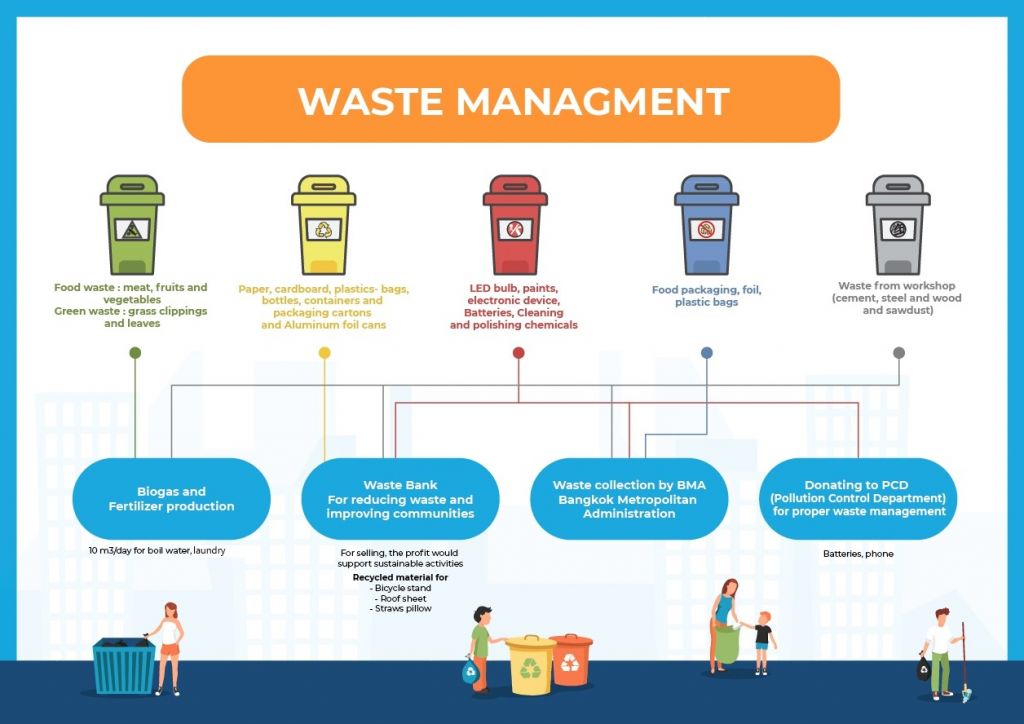 WASTE MANAGMENT
Food waste : meat, fruits and
vegetables
Green waste : grass clippings
and leaves
Paper, cardboard, plastics- bags,
bottles, containers and
packaging cartons
and Aluminum foil cans
LED bulb, paints,
electronic device,
Batteries, Cleaning
and polishing chemicals
Food packaging, foil,
plastic bags
Waste from workshop
(cement, steel and wood
and sawdust)
Biogas and
Fertilizer production
10 m3/day for boil water, laundry
Waste Bank
For reducing waste and
improving communities
For selling, the profit would
support sustainable activities
Recycled material for
- Bicycle stand
- Roof sheet
- Straws pillow
Waste collection by BMA
Bangkok Metropolitan
Administration
Donating to PCD
(Pollution Control Department)
for proper waste management
Batteries, phone